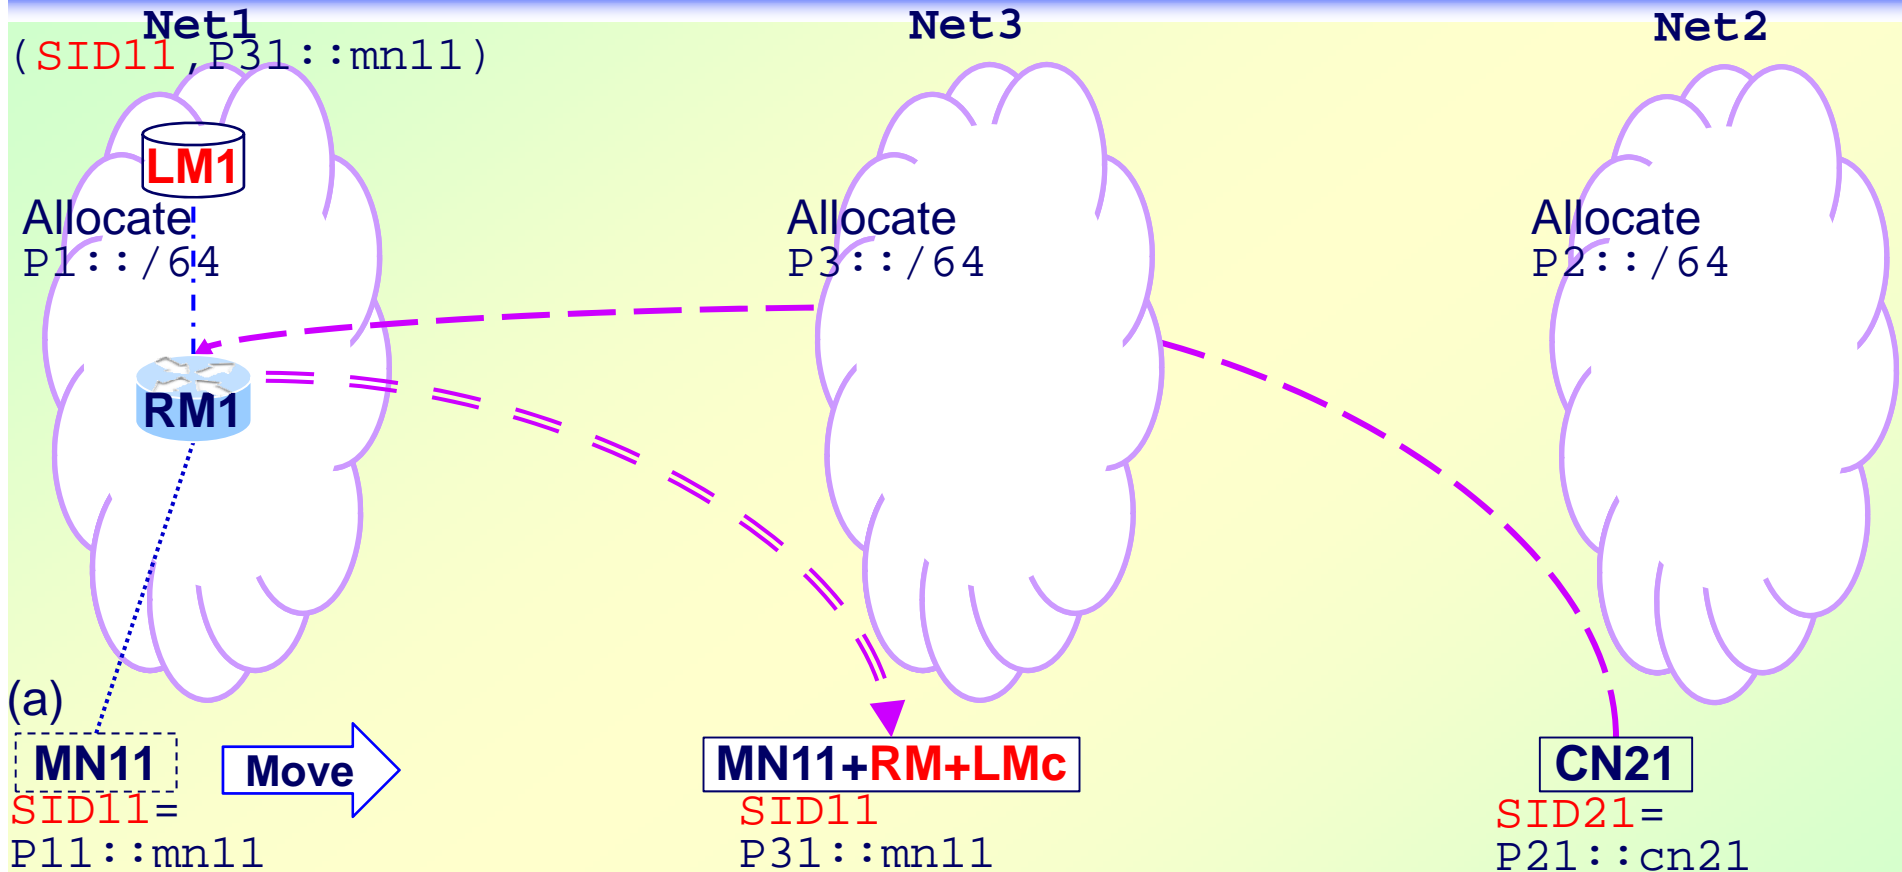 Net1
Net3
Net2
(SID11,P31::mn11)
LM1
Allocate
P1::/64
Allocate
P3::/64
Allocate
P2::/64
RM1
(a)
MN11
Move
MN11+RM+LMc
CN21
SID11=
P11::mn11
SID11
P31::mn11
SID21=
P21::cn21